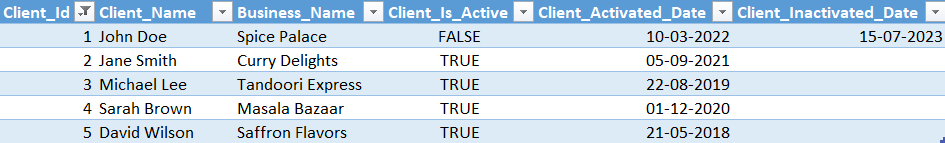 Client_Id Client_Name Business_Name Client_Is_Active Client_Activated_Date Client_Inactivated_Date
1 John Doe Spice Palace FALSE 10-03-2022 15-07-2023
2 Jane Smith Curry Delights TRUE 05-09-2021
3 Michael Lee Tandoori Express TRUE 22-08-2019
4 Sarah Brown Masala Bazaar TRUE 01-12-2020
5 David Wilson Saffron Flavors TRUE 21-05-2018